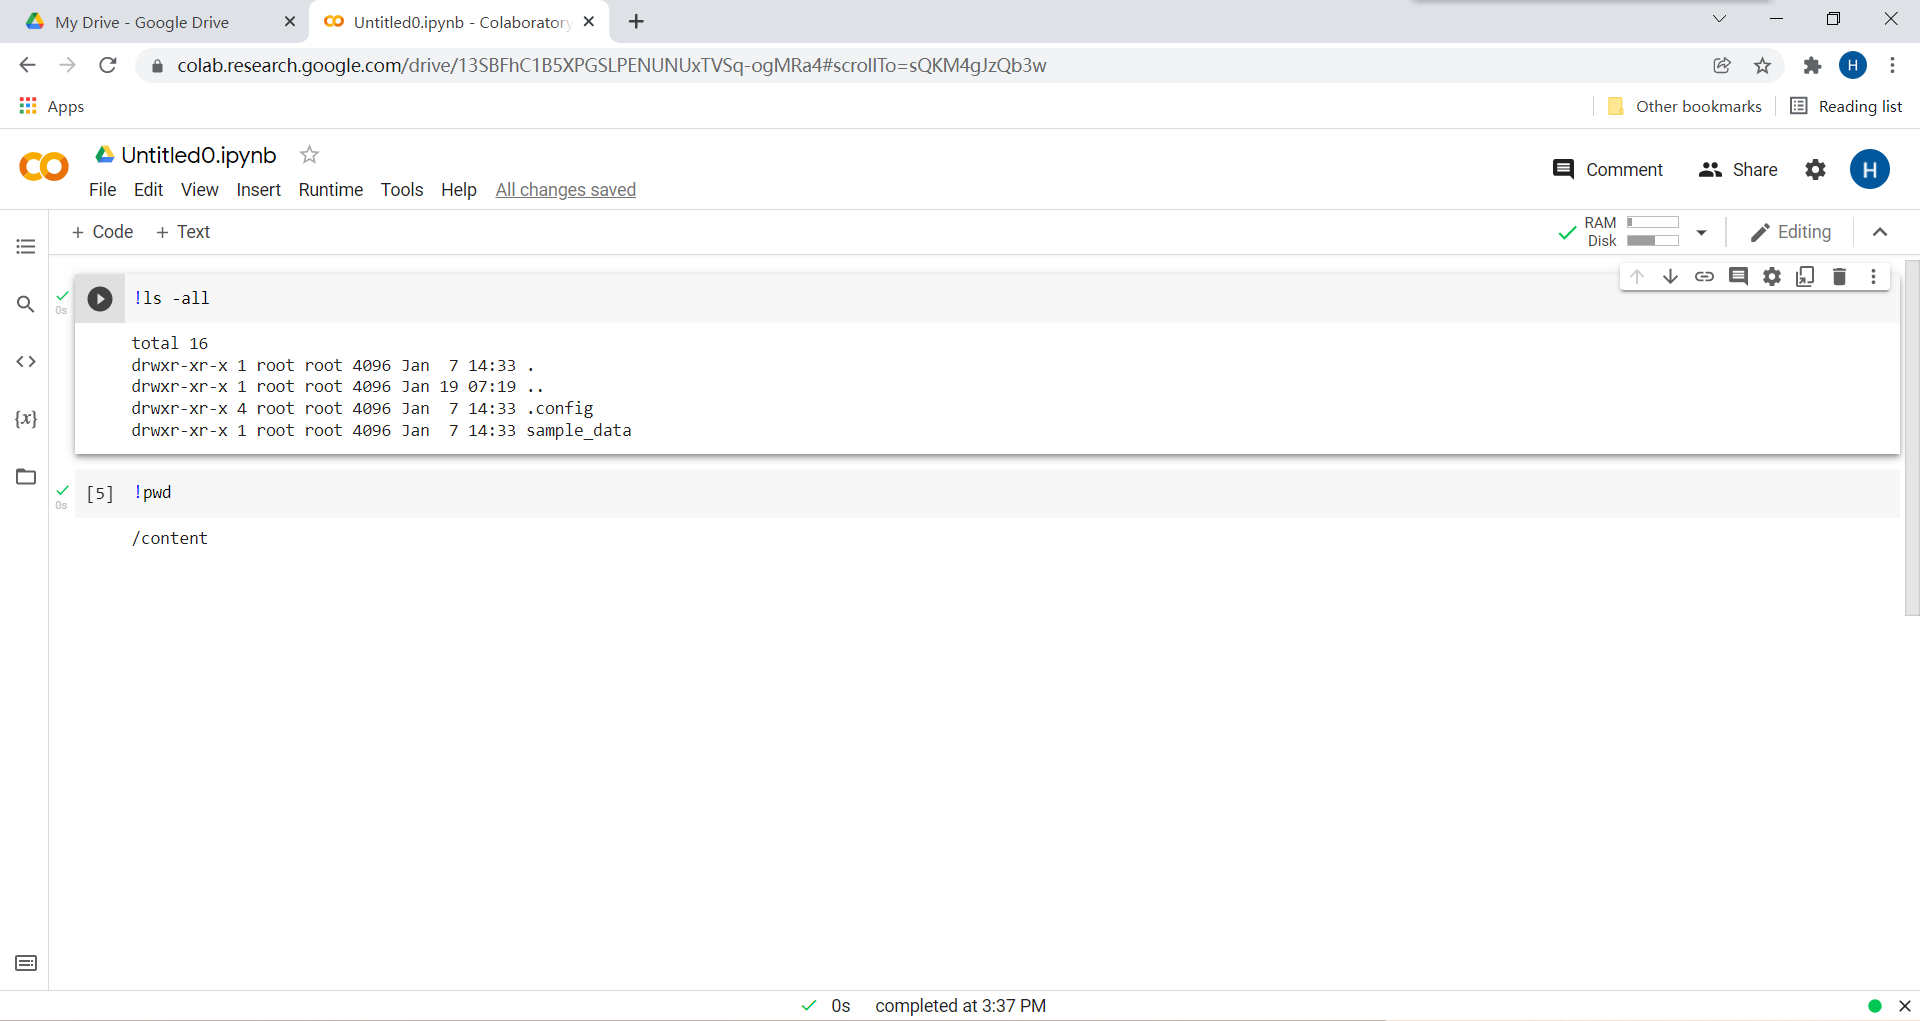 My Drive - Google Drive
Untitled0.ipynb - Colaboratory
colab.research.google.com/drive/13SBFhC1B5XPGSLPENUNUxTVSq-ogMRa4#scrollTo=sQKM4gJzQb3w
H
Apps
Other bookmarks
Reading list
Untitled0.ipynb
Comment
Share
H
File Edit View Insert Runtime Tools Help All changes saved
+ Code + Text
RAM
Disk
Editing
!ls -all
0s
total 16
drwxr-xr-x 1 root root 4096 Jan  7 14:33 .
drwxr-xr-x 1 root root 4096 Jan 19 07:19 ..
drwxr-xr-x 4 root root 4096 Jan  7 14:33 .config
drwxr-xr-x 1 root root 4096 Jan  7 14:33 sample_data
{x}
[5] !pwd
0s
/content
0s completed at 3:37 PM